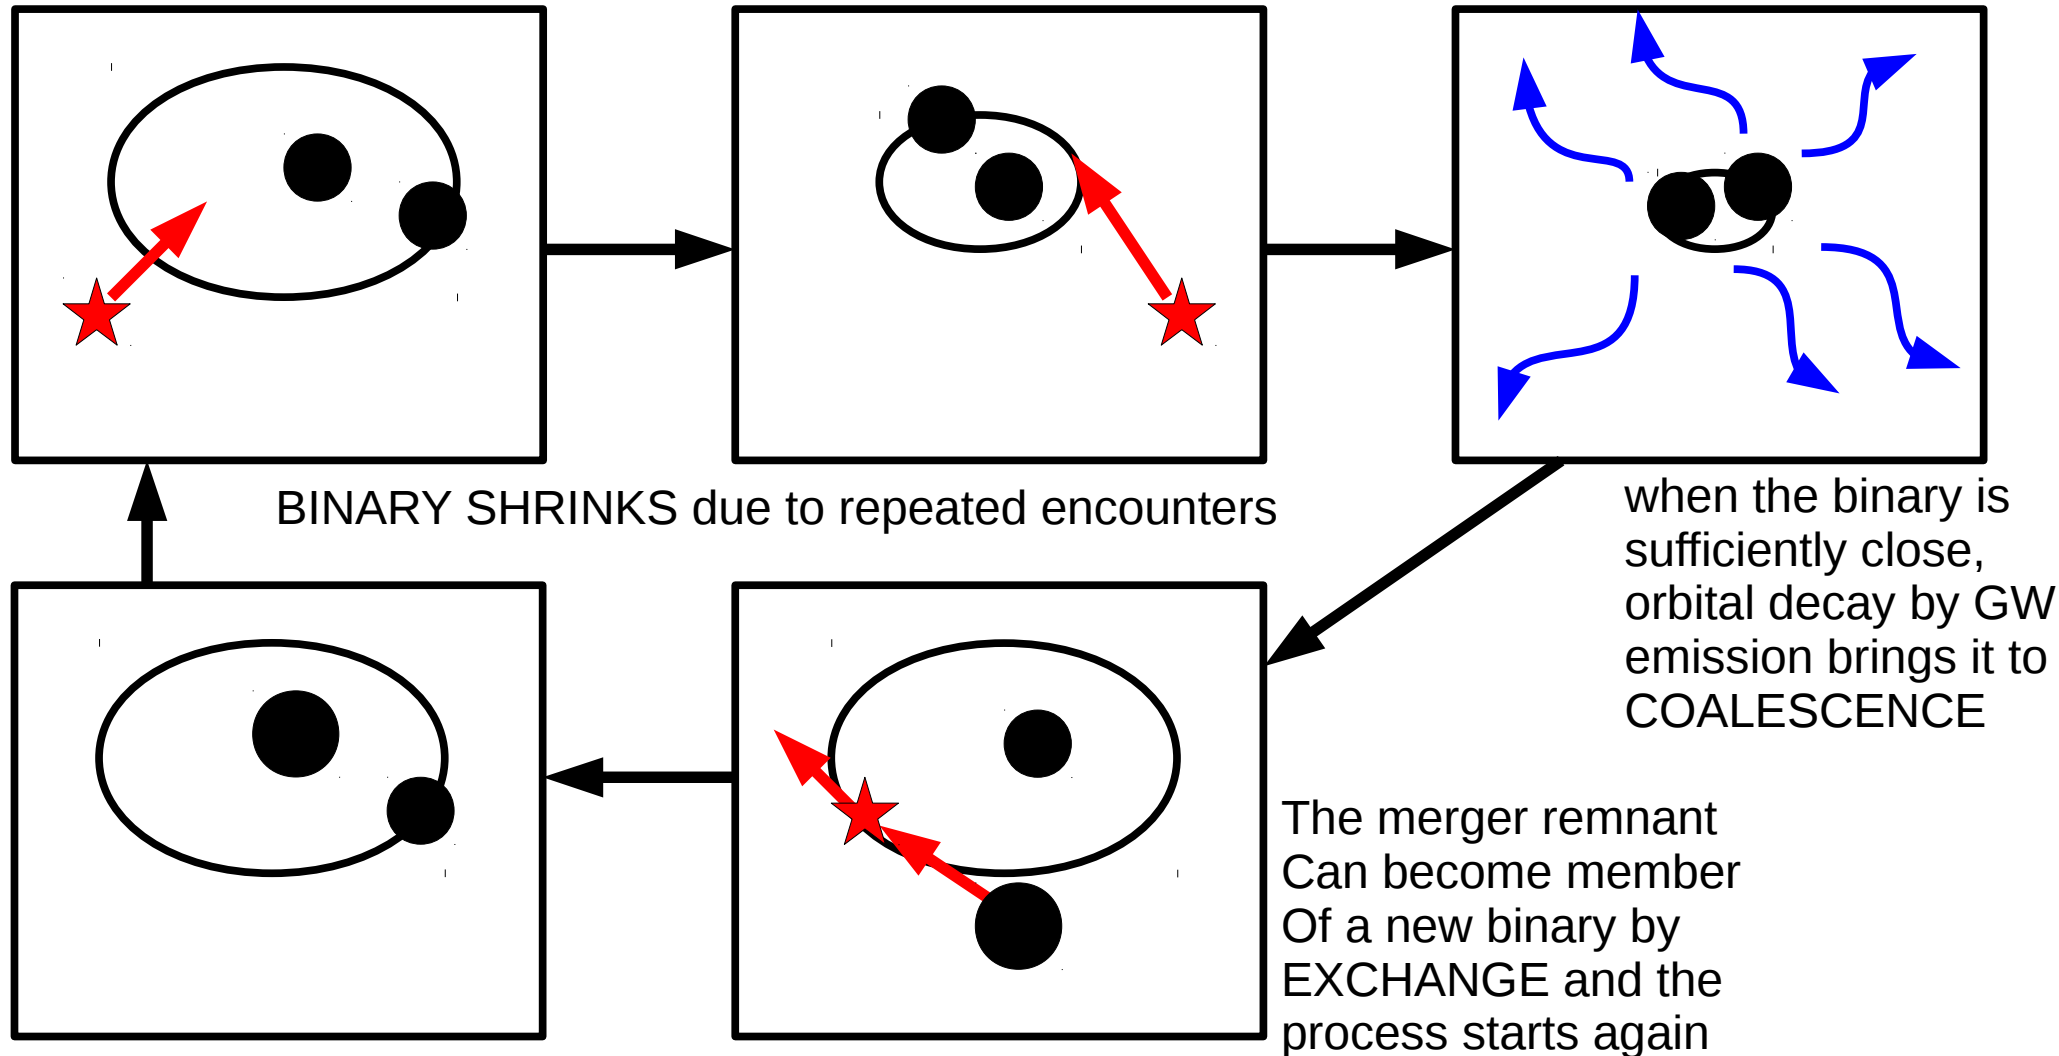 BINARY SHRINKS due to repeated encounters
when the binary is
sufficiently close,
orbital decay by GW
emission brings it to
COALESCENCE
The merger remnant
Can become member
Of a new binary by
EXCHANGE and the
process starts again